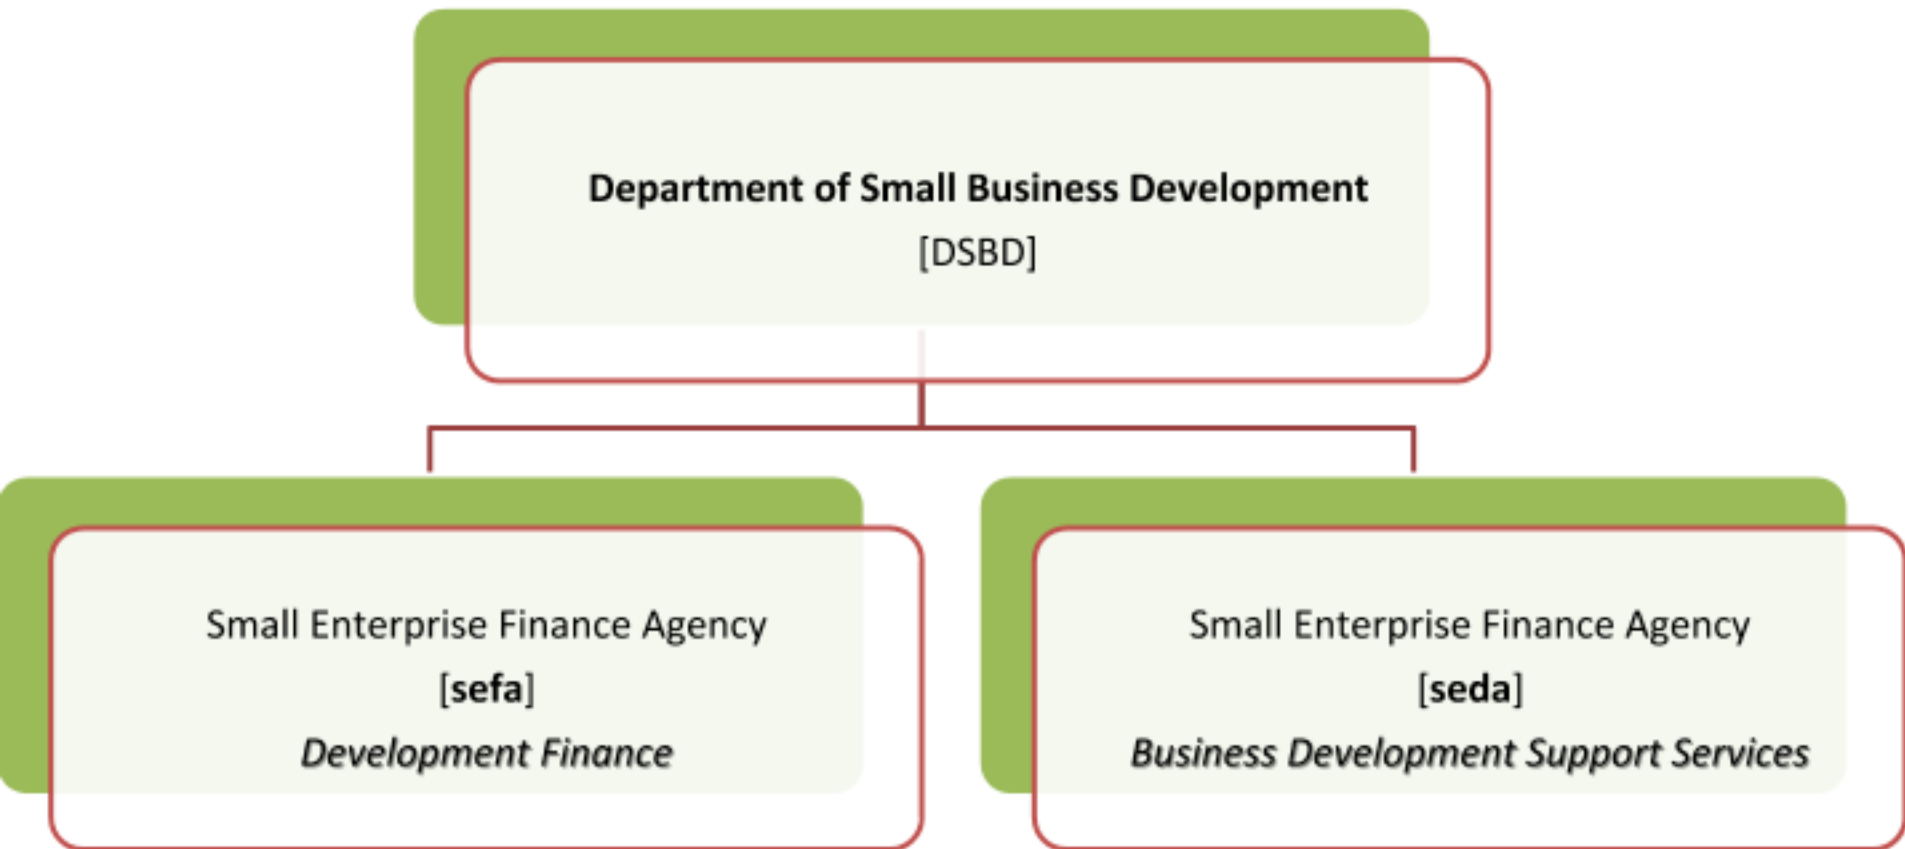 Department of Small Business Development
[DSBD]
Small Enterprise Finance Agency
[sefa]
Development Finance
Small Enterprise Finance Agency
[seda]
Business Development Support Services